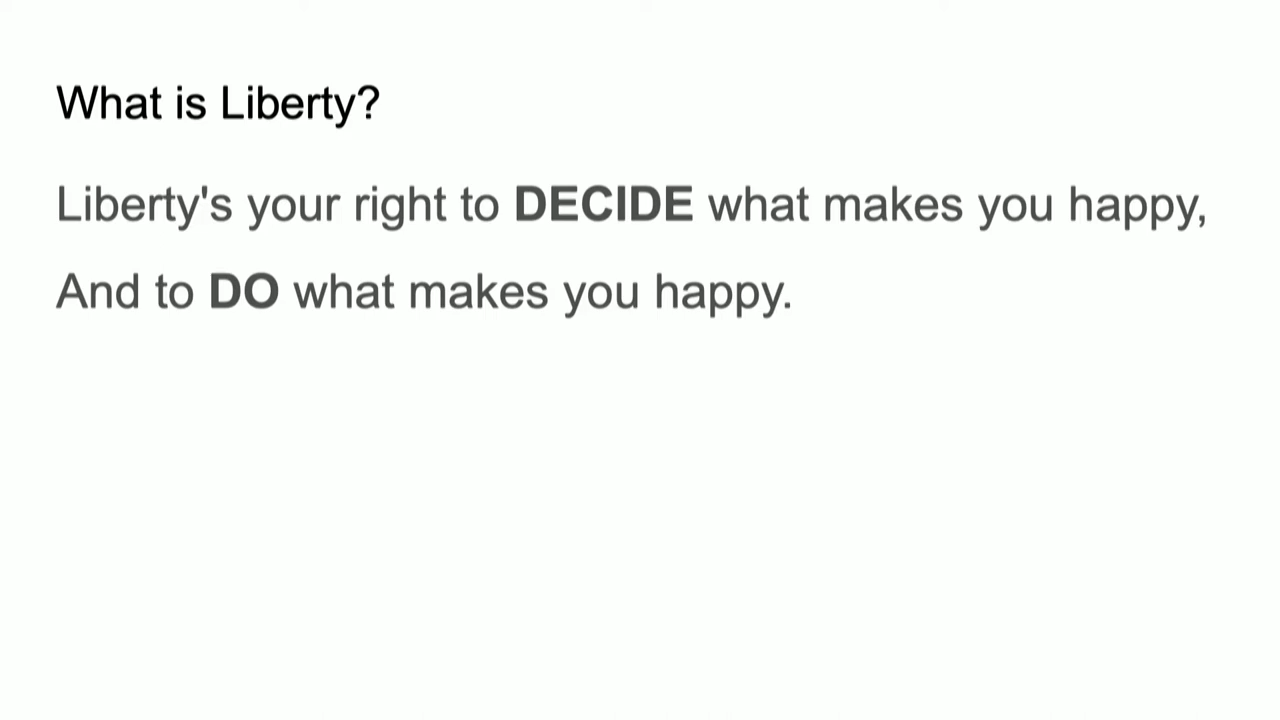 What is Liberty?
Liberty's your right to DECIDE what makes you happy,
And to DO what makes you happy.